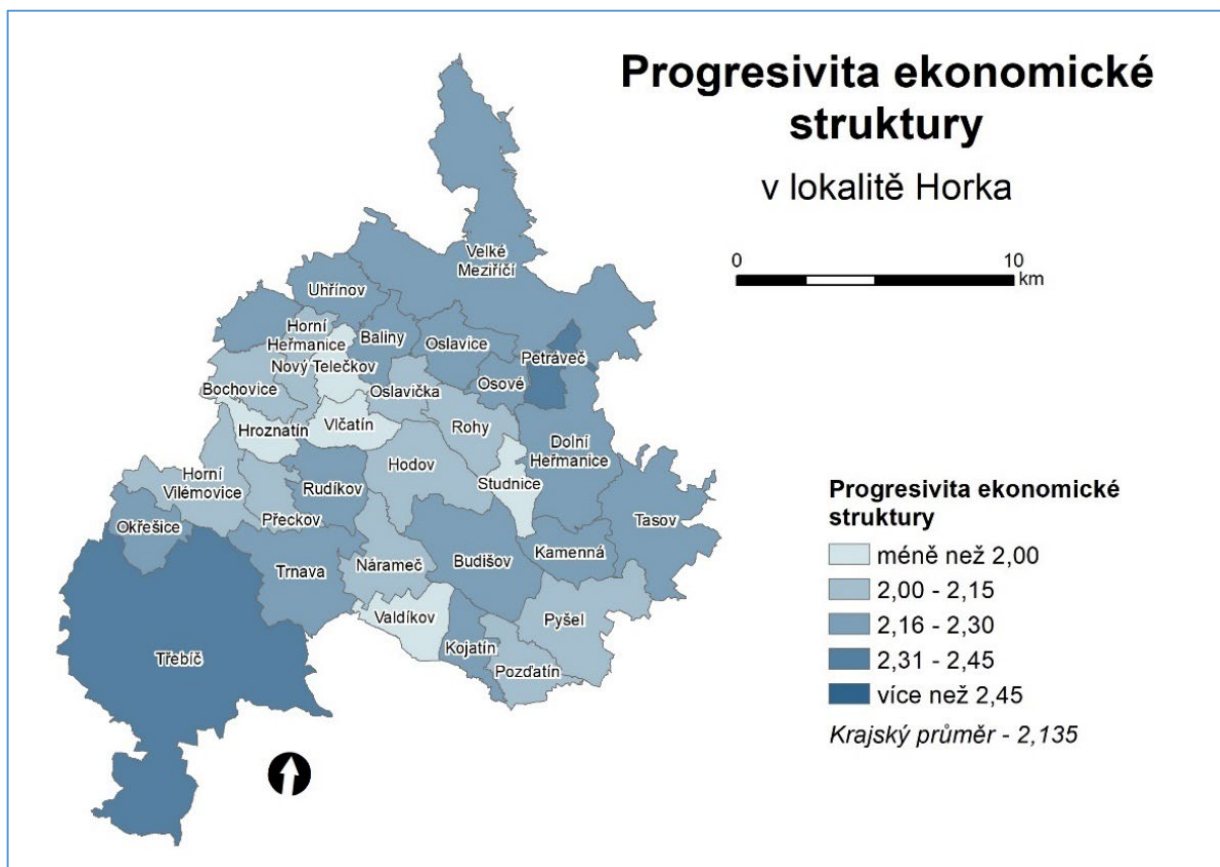 Progresivita ekonomické
struktury
v lokalitě Horka
0 10
km
Velké
Meziříčí
Uhřínov
Horní
Heřmanice
Baliny
Oslavice
Petráveč
Nový Telečkov
Osové
Bochovice
Oslavička
Hroznatín
Vlčatín
Rohy
Dolní
Heřmanice
Horní
Vilémovice
Rudíkov
Hodov
Studnice
Okřešice
Přeckov
Tasov
Trnava
Nárameč
Budišov
Kamenná
Valdíkov
Pyšel
Kojatín
Třebíč
Pozďatín
Progresivita ekonomické
struktury
méně než 2,00
2,00 - 2,15
2,16 - 2,30
2,31 - 2,45
více než 2,45
Krajský průměr - 2,135